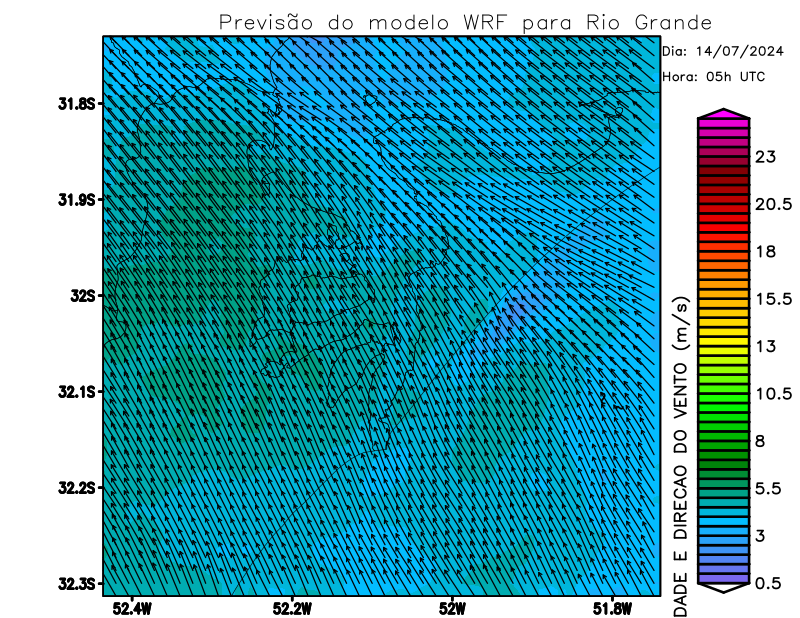 Previsão do modelo WRF para Rio Grande
Dia: 14/07/2024
Hora: 05h UTC
31.8S
31.9S
32S
32.1S
32.2S
32.3S
52.4W
52.2W
52W
51.8W
23
20.5
18
15.5
13
10.5
8
5.5
3
0.5
DADE E DIRECAO DO VENTO (m/s)